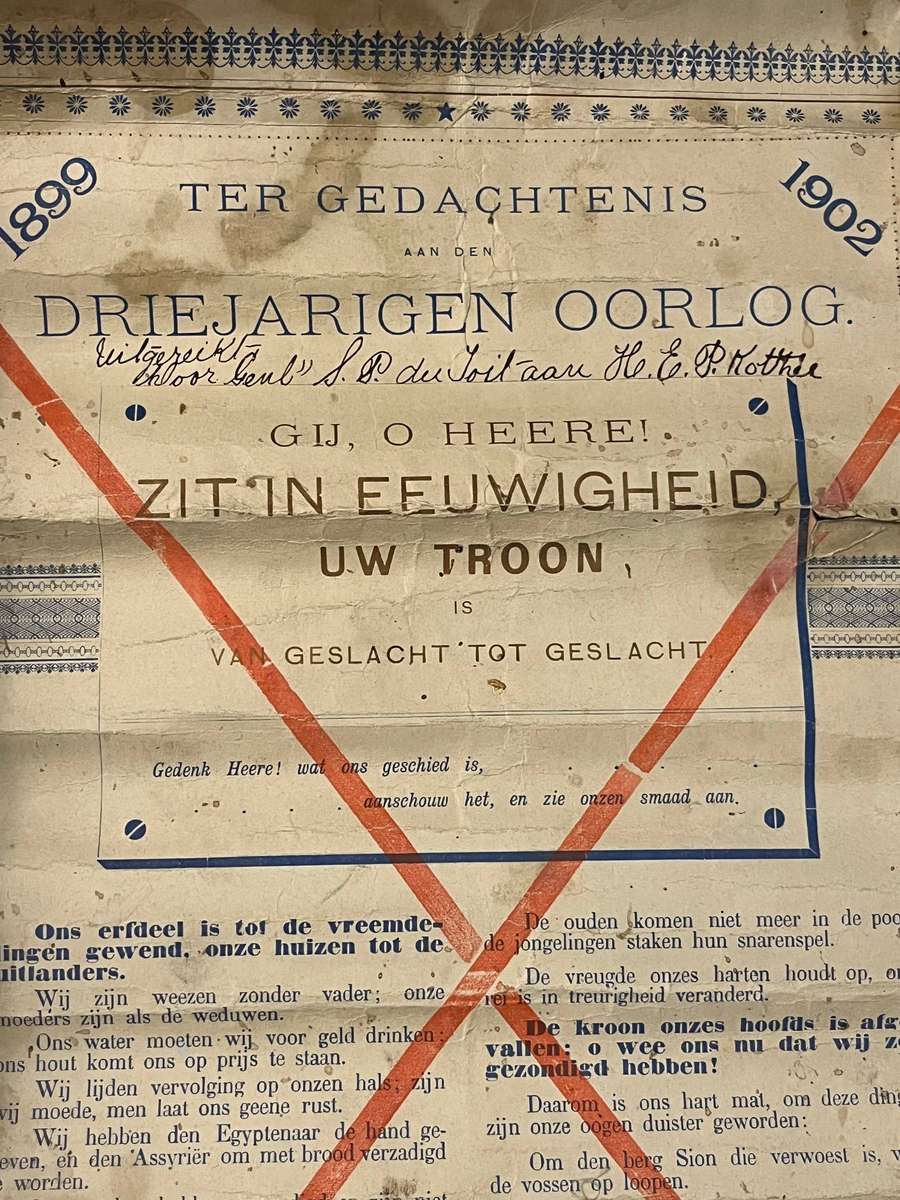 1899
1902
TER GEDACHTENIS
AAN DEN
DRIEJARIGEN OORLOG.
Uitgereikt
door Genl" S. P. du Toit aan H. E. P. Kotthee
GIJ, O HEERE!
ZIT IN EEUWIGHEID,
UW TROON,
IS
VAN GESLACHT TOT GESLACHT
Gedenk Heere! wat ons geschied is,
aanschouw het, en zie onzen smaad aan.
Ons erfdeel is tot de vreemde-
lingen gewend, onze huizen tot de
uitlanders.
Wij zijn weezen zonder vader; onze
moeders zijn als de weduwen.
Ons water moeten wij voor geld drinken;
ons hout komt ons op prijs te staan.
Wij lijden vervolging op onzen hals; zijn
wij moede, men laat ons geene rust.
Wij hebben den Egyptenaar de hand ge-
even, en den Assyriër om met brood verzadigd
worden.
De ouden komen niet meer in de poo
de jongelingen staken hun snarenspel.
De vreugde onzes harten houdt op, on
rei is in treurigheid veranderd.
De kroon onzes hoofds is afge
vallen; o wee ons nu dat wij zo
gezondigd hebben!
Daarom is ons hart mat, om deze ding
zijn onze oogen duister geworden:
Om den berg Sion die verwoest is, w
de vossen op loopen.